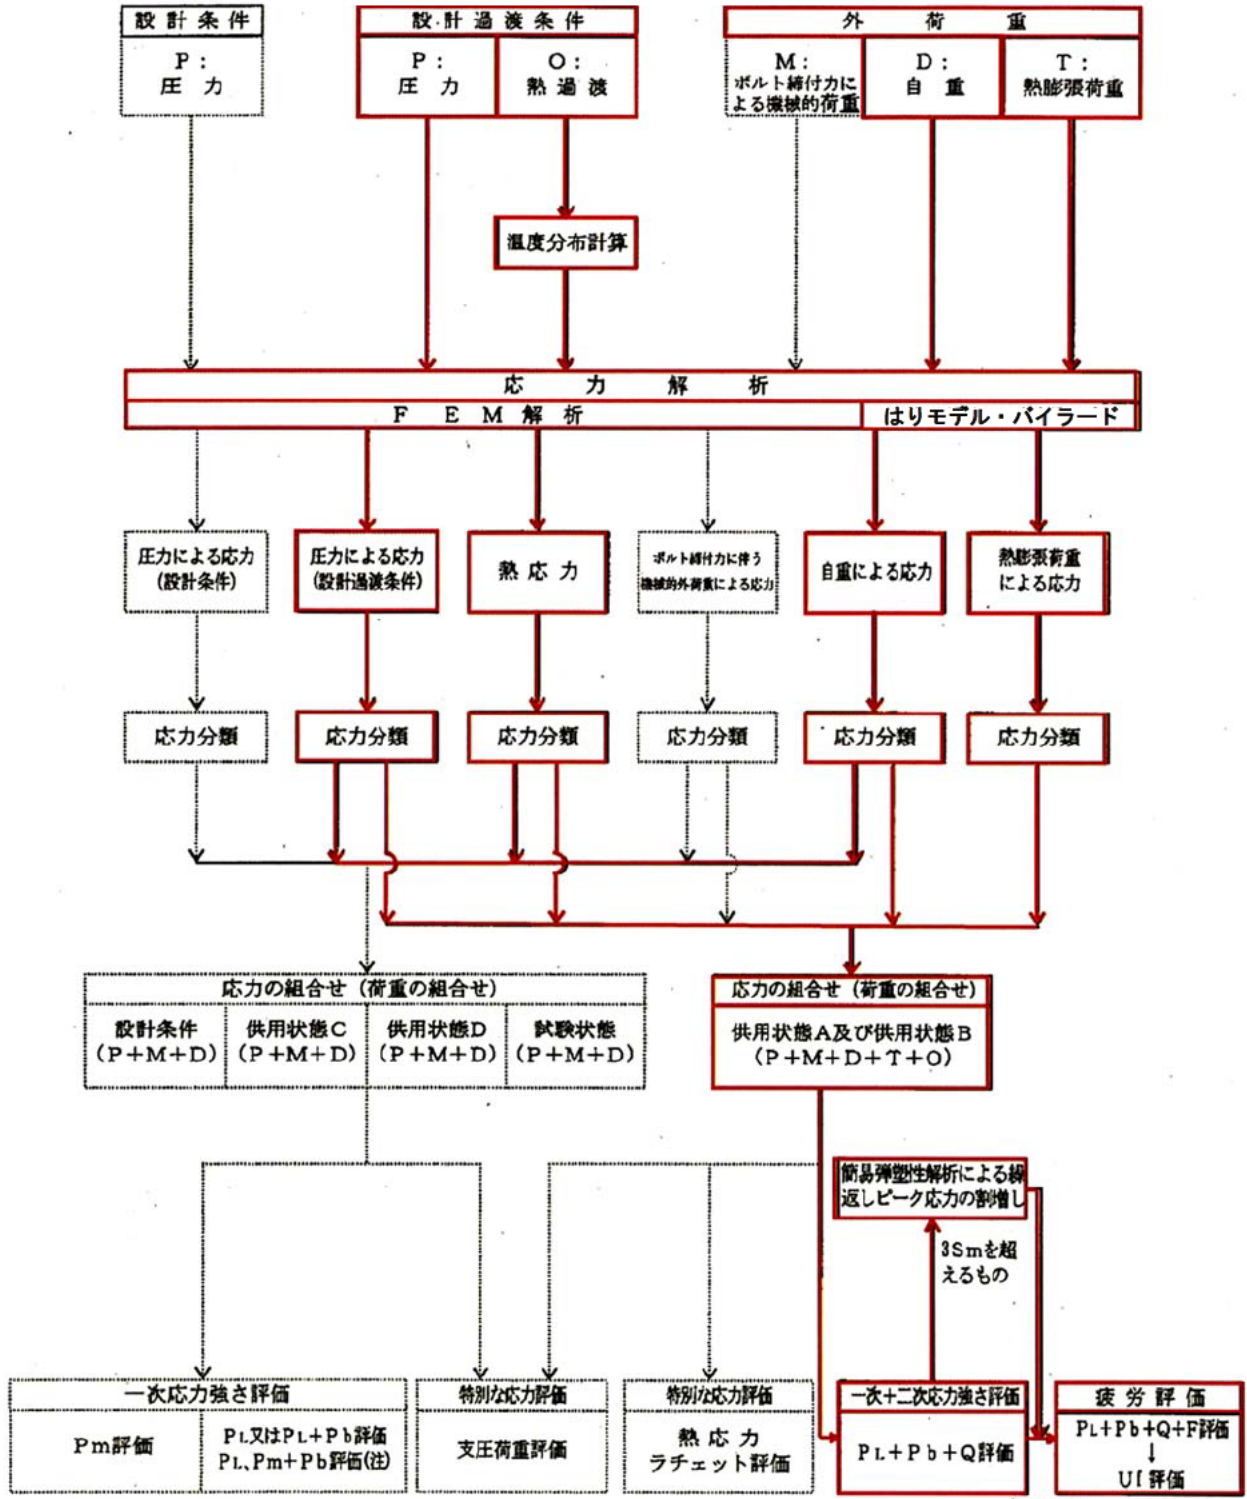 設計条件
P：
圧力
設計過渡条件
P：
圧力
O：
熱過渡
外荷重
M：
ボルト締付力に
よる機械的荷重
D：
自重
T：
熱膨張荷重
温度分布計算
応力解析
FEM解析
はりモデル・バイラード
圧力による応力
(設計条件)
圧力による応力
(設計過渡条件)
熱応力
ボルト締付力に伴う
機械的外荷重による応力
自重による応力
熱膨張荷重
による応力
応力分類
応力分類
応力分類
応力分類
応力分類
応力分類
応力の組合せ（荷重の組合せ）
設計条件
(P+M+D)
供用状態C
(P+M+D)
供用状態D
(P+M+D)
試験状態
(P+M+D)
応力の組合せ（荷重の組合せ）
供用状態A及び供用状態B
(P+M+D+T+O)
簡易弾塑性解析による繰
返しピーク応力の割増し
3Smを超
えるもの
一次応力強さ評価
Pm評価
PL又はPL+Pb評価
PL、Pm+Pb評価(注)
特別な応力評価
支圧荷重評価
特別な応力評価
熱応力
ラチェット評価
一次+二次応力強さ評価
PL+Pb+Q評価
疲労評価
PL+Pb+Q+F評価
↓
Uf評価